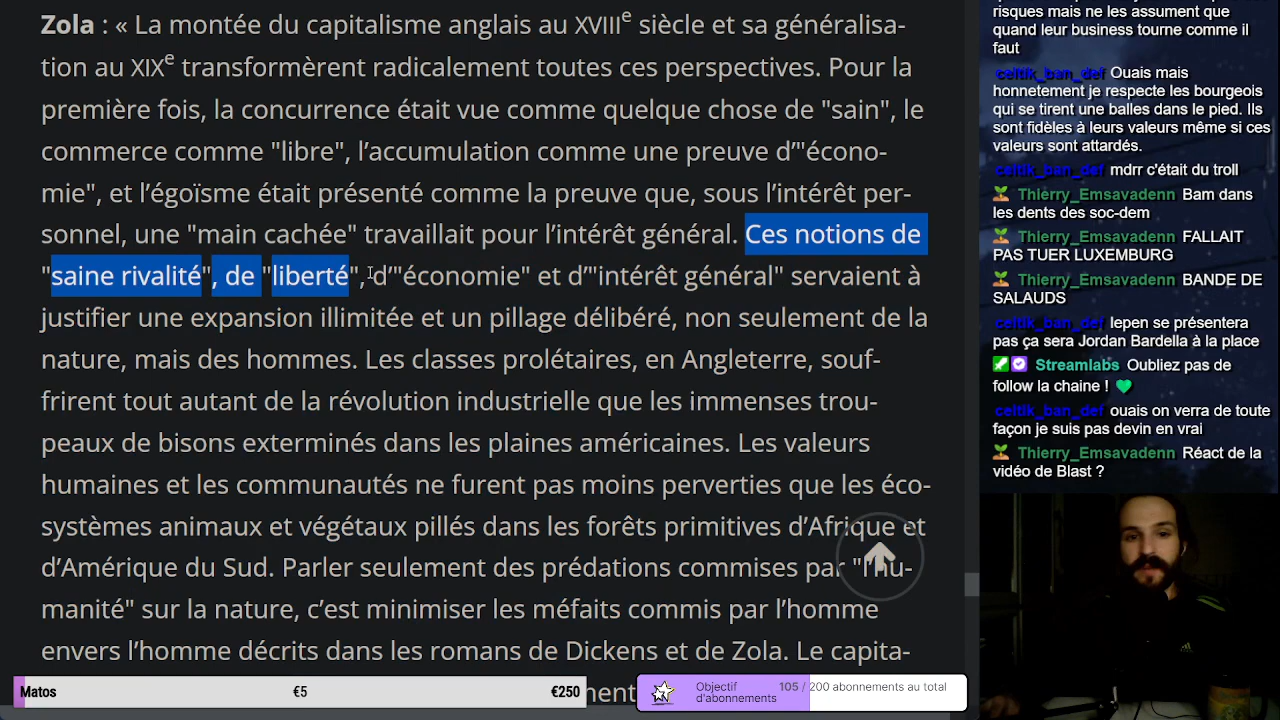 Zola : « La montée du capitalisme anglais au XVIIIe siècle et sa généralisa-
tion au XIXe transformèrent radicalement toutes ces perspectives. Pour la
première fois, la concurrence était vue comme quelque chose de "sain", le
commerce comme "libre", l’accumulation comme une preuve d’"écono-
mie", et l’égoïsme était présenté comme la preuve que, sous l’intérêt per-
sonnel, une "main cachée" travaillait pour l’intérêt général. Ces notions de
"saine rivalité", de "liberté", d’"économie" et d’"intérêt général" servaient à
justifier une expansion illimitée et un pillage délibéré, non seulement de la
nature, mais des hommes. Les classes prolétaires, en Angleterre, souf-
frirent tout autant de la révolution industrielle que les immenses trou-
peaux de bisons exterminés dans les plaines américaines. Les valeurs
humaines et les communautés ne furent pas moins perverties que les éco-
systèmes animaux et végétaux pillés dans les forêts primitives d’Afrique et
d’Amérique du Sud. Parler seulement des prédations commises par "l’hu-
manité" sur la nature, c’est minimiser les méfaits commis par l’homme
envers l’homme décrits dans les romans de Dickens et de Zola. Le capita-
Matos
€5
€250
Objectif
d'abonnements
105 / 200 abonnements au total
risques mais ne les assument que
quand leur business tourne comme il
faut
celtik_ban_def Ouais mais
honnetement je respecte les bourgeois
qui se tirent une balles dans le pied. Ils
sont fidèles à leurs valeurs même si ces
valeurs sont attardés.
celtik_ban_def mdrr c'était du troll
Thierry_Emsavadenn Bam dans
les dents des soc-dem
Thierry_Emsavadenn FALLAIT
PAS TUER LUXEMBURG
Thierry_Emsavadenn BANDE DE
SALAUDS
celtik_ban_def lepen se présentera
pas ça sera Jordan Bardella à la place
Streamlabs Oubliez pas de
follow la chaine !
celtik_ban_def ouais on verra de toute
façon je suis pas devin en vrai
Thierry_Emsavadenn Réact de la
vidéo de Blast ?